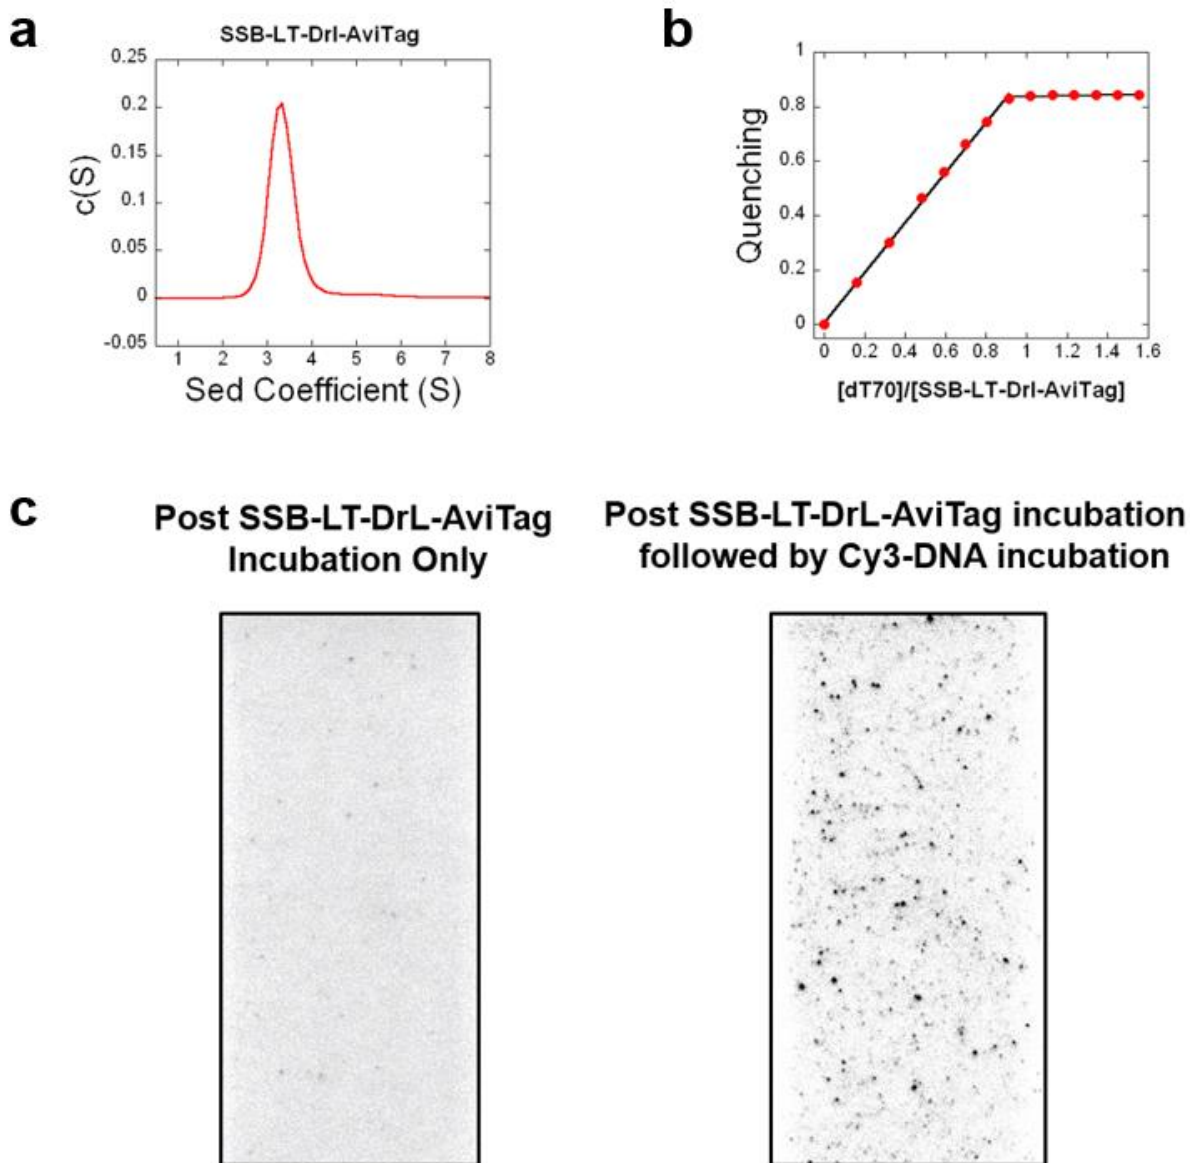 a
SSB-LT-Drl-AviTag
0.25
0.2
0.15
0.1
0.05
0
-0.05
c(S)
1 2 3 4 5 6 7 8
Sed Coefficient (S)
b
1
0.8
0.6
0.4
0.2
0
Quenching
0 0.2 0.4 0.6 0.8 1 1.2 1.4 1.6
[dT70]/[SSB-LT-Drl-AviTag]
c
Post SSB-LT-DrL-AviTag
Incubation Only
Post SSB-LT-DrL-AviTag incubation
followed by Cy3-DNA incubation